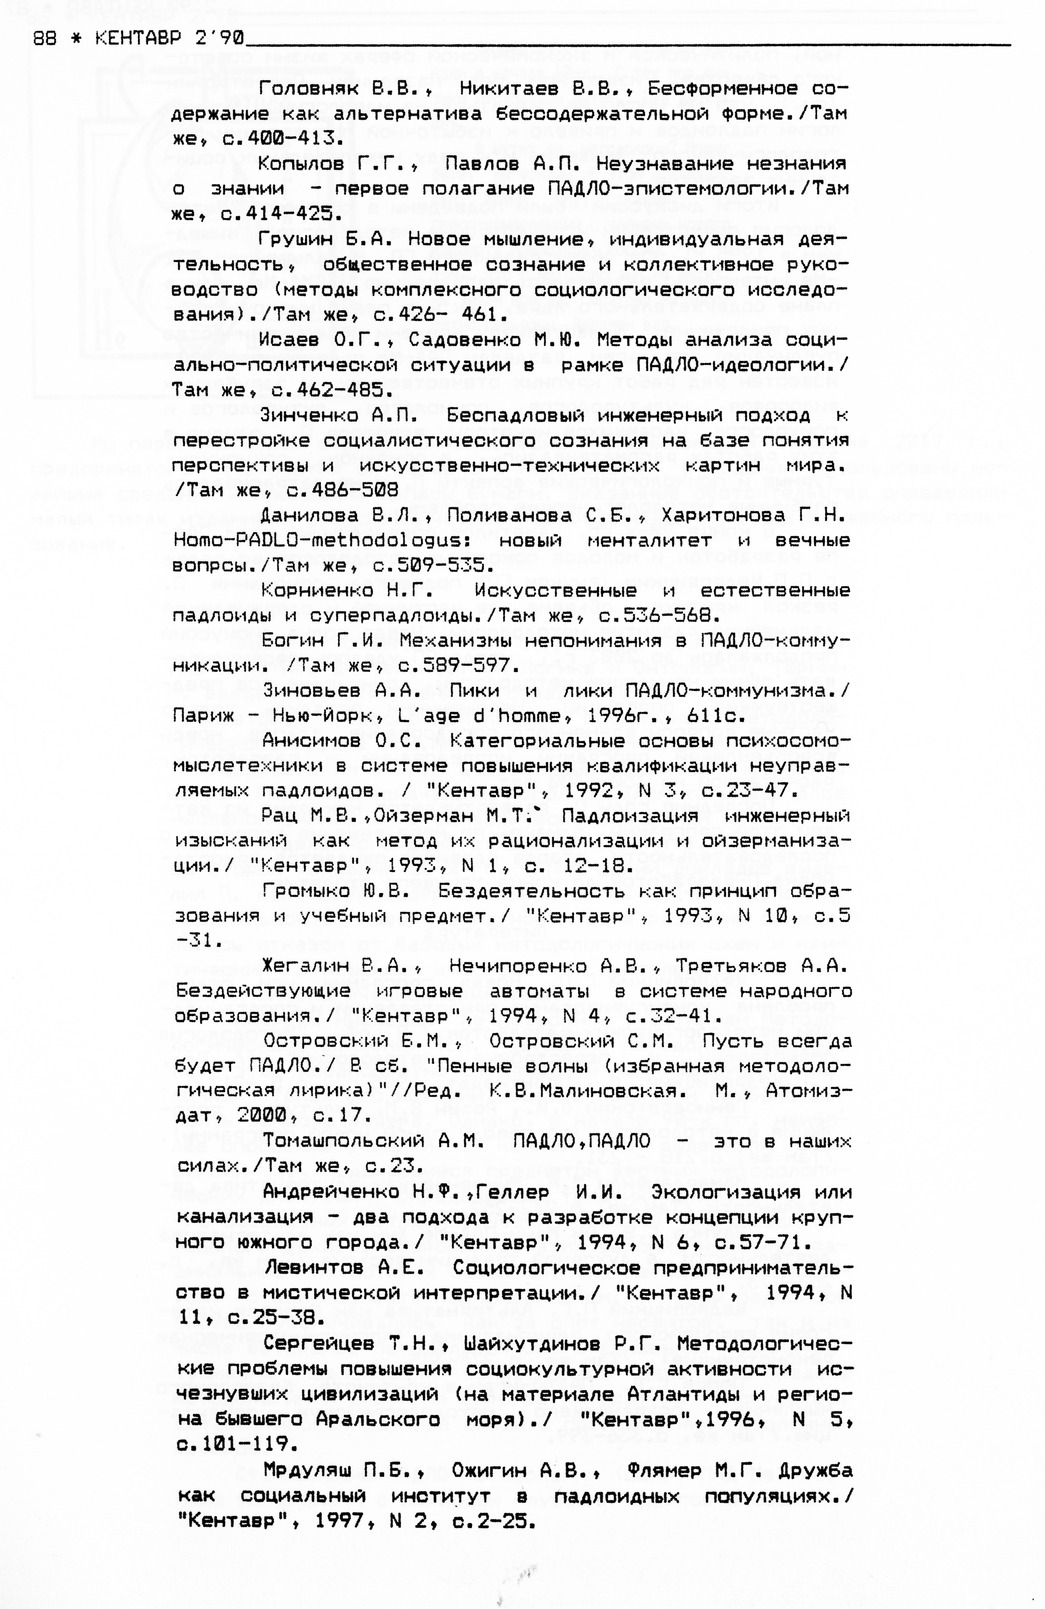 88 * КЕНТАВР 2'90
Головняк В.В., Никитаев В.В., Бесформенное со-
держание как альтернатива бессодержательной форме./Там
же, с.400-413.
Копылов Г.Г., Павлов А.П. Неузнавание незнания
о знании - первое полагание ПАДЛО-эпистемологии./Там
же, с.414-425.
Грушин Б.А. Новое мышление, индивидуальная дея-
тельность, общественное сознание и коллективное руко-
водство (методы комплексного социологического исследо-
вания)./Там же, с.426- 461.
Исаев О.Г., Садовенко М.Ю. Методы анализа соци-
ально-политической ситуации в рамке ПАДЛО-идеологии./
Там же, с.462-485.
Зинченко А.П. Беспадловый инженерный подход к
перестройке социалистического сознания на базе понятия
перспективы и искусственно-технических картин мира.
/Там же, с.486-508
Данилова В.Л., Поливанова С.Б., Харитонова Г.Н.
Homo-PADLO-methodologus: новый менталитет и вечные
вопрсы./Там же, с.509-535.
Корниенко Н.Г. Искусственные и естественные
падлоиды и суперпадлоиды./Там же, с.536-568.
Богин Г.И. Механизмы непонимания в ПАДЛО-комму-
никации. /Там же, с.589-597.
Зиновьев А.А. Пики и лики ПАДЛО-коммунизма./
Париж - Нью-Йорк, L'age d'homme, 1996г., 611с.
Анисимов О.С. Категориальные основы психосомо-
мыслетехники в системе повышения квалификации неуправ-
ляемых падлоидов. / "Кентавр", 1992, N 3, с.23-47.
Рац М.В.,Ойзерман М.Т. Падлоизация инженерный
изысканий как метод их рационализации и ойзерманиза-
ции./ "Кентавр", 1993, N 1, с. 12-18.
Громыко Ю.В. Бездеятельность как принцип обра-
зования и учебный предмет./ "Кентавр", 1993, N 10, с.5
-31.
Жегалин В.А., Нечипоренко А.В., Третьяков А.А.
Бездействующие игровые автоматы в системе народного
образования./ "Кентавр", 1994, N 4, с.32-41.
Островский Б.М., Островский С.М. Пусть всегда
будет ПАДЛО./ В сб. "Пенные волны (избранная методоло-
гическая лирика)"//Ред. К.В.Малиновская. М., Атомиз-
дат, 2000, с.17.
Томашпольский А.М. ПАДЛО,ПАДЛО - это в наших
силах./Там же, с.23.
Андрейченко Н.Ф.,Геллер И.И. Экологизация или
канализация - два подхода к разработке концепции круп-
ного южного города./ "Кентавр", 1994, N 6, с.57-71.
Левинтов А.Е. Социологическое предприниматель-
ство в мистической интерпретации./ "Кентавр", 1994, N
11, с.25-38.
Сергейцев Т.Н., Шайхутдинов Р.Г. Методологичес-
кие проблемы повышения социокультурной активности ис-
чезнувших цивилизаций (на материале Атлантиды и регио-
на бывшего Аральского моря)./ "Кентавр",1996, N 5,
с.101-119.
Мрдуляш П.Б., Ожигин А.В., Флямер М.Г. Дружба
как социальный институт в падлоидных популяциях./
"Кентавр", 1997, N 2, с.2-25.